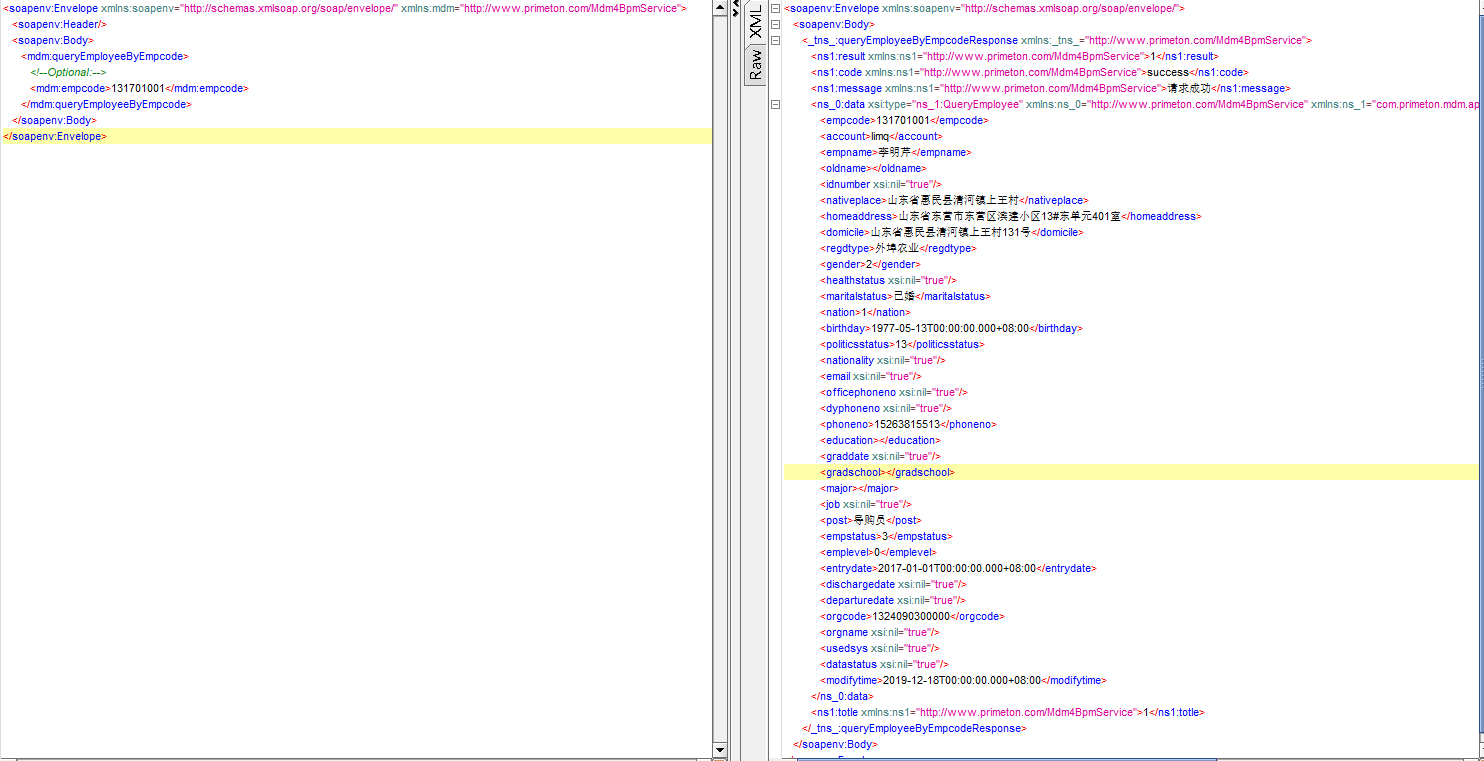 <soapenv:Envelope xmlns:soapenv="http://schemas.xmlsoap.org/soap/envelope/" xmlns:mdm="http://www.primeton.com/Mdm4BpmService">
<soapenv:Header/>
<soapenv:Body>
<mdm:queryEmployeeByEmpcode>
<!--Optional:-->
<mdm:empcode>131701001</mdm:empcode>
</mdm:queryEmployeeByEmpcode>
</soapenv:Body>
</soapenv:Envelope>
XML
Raw
<soapenv:Envelope xmlns:soapenv="http://schemas.xmlsoap.org/soap/envelope/">
<soapenv:Body>
<_tns_:queryEmployeeByEmpcodeResponse xmlns:_tns_="http://www.primeton.com/Mdm4BpmService">
<ns1:result xmlns:ns1="http://www.primeton.com/Mdm4BpmService">1</ns1:result>
<ns1:code xmlns:ns1="http://www.primeton.com/Mdm4BpmService">success</ns1:code>
<ns1:message xmlns:ns1="http://www.primeton.com/Mdm4BpmService">请求成功</ns1:message>
<ns_0:data xsi:type="ns_1:QueryEmployee" xmlns:ns_0="http://www.primeton.com/Mdm4BpmService" xmlns:ns_1="com.primeton.mdm.ap
<empcode>131701001</empcode>
<account>limq</account>
<empname>李明芹</empname>
<oldname></oldname>
<idnumber xsi:nil="true"/>
<nativeplace>山东省惠民县清河镇上王村</nativeplace>
<homeaddress>山东省东营市东营区滨建小区13#东单元401室</homeaddress>
<domicile>山东省惠民县清河镇上王村131号</domicile>
<regdtype>外埠农业</regdtype>
<gender>2</gender>
<healthstatus xsi:nil="true"/>
<maritalstatus>已婚</maritalstatus>
<nation>1</nation>
<birthday>1977-05-13T00:00:00.000+08:00</birthday>
<politicsstatus>13</politicsstatus>
<nationality xsi:nil="true"/>
<email xsi:nil="true"/>
<officephoneno xsi:nil="true"/>
<dyphoneno xsi:nil="true"/>
<phoneno>15263815513</phoneno>
<education></education>
<graddate xsi:nil="true"/>
<gradschool></gradschool>
<major></major>
<job xsi:nil="true"/>
<post>导购员</post>
<empstatus>3</empstatus>
<emplevel>0</emplevel>
<entrydate>2017-01-01T00:00:00.000+08:00</entrydate>
<dischargedate xsi:nil="true"/>
<departuredate xsi:nil="true"/>
<orgcode>1324090300000</orgcode>
<orgname xsi:nil="true"/>
<usedsys xsi:nil="true"/>
<datastatus xsi:nil="true"/>
<modifytime>2019-12-18T00:00:00.000+08:00</modifytime>
</ns_0:data>
<ns1:totle xmlns:ns1="http://www.primeton.com/Mdm4BpmService">1</ns1:totle>
</_tns_:queryEmployeeByEmpcodeResponse>
</soapenv:Body>